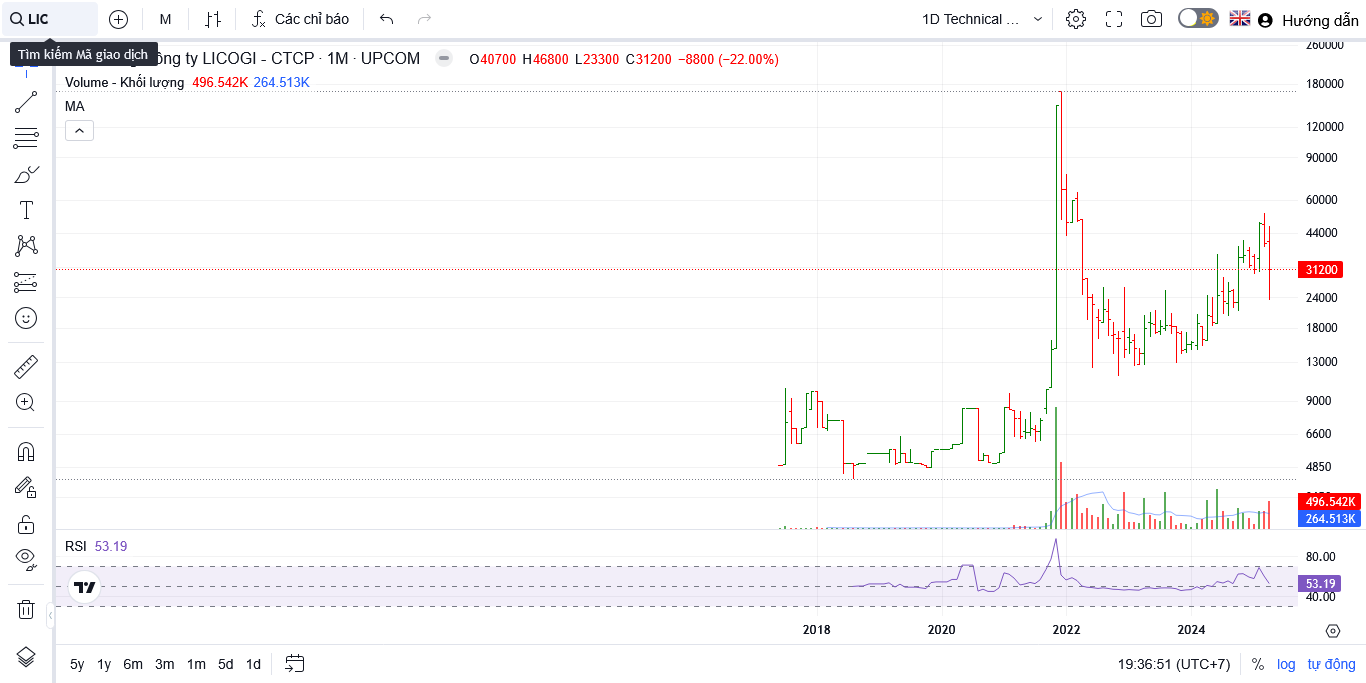 LIC M Các chỉ báo 1D Technical ... Hướng dẫn
Tìm kiếm Mã giao dịch
ông ty LICOGI - CTCP · 1M · UPCOM O40700 H46800 L23300 C31200 −8800 (−22.00%)
Volume - Khối lượng 496.542K 264.513K
MA
260000
180000
120000
90000
60000
44000
31200
24000
18000
13000
9000
6600
4850
496.542K
264.513K
RSI 53.19
80.00
53.19
40.00
2018 2020 2022 2024
5y 1y 6m 3m 1m 5d 1d 19:36:51 (UTC+7) % log tự động